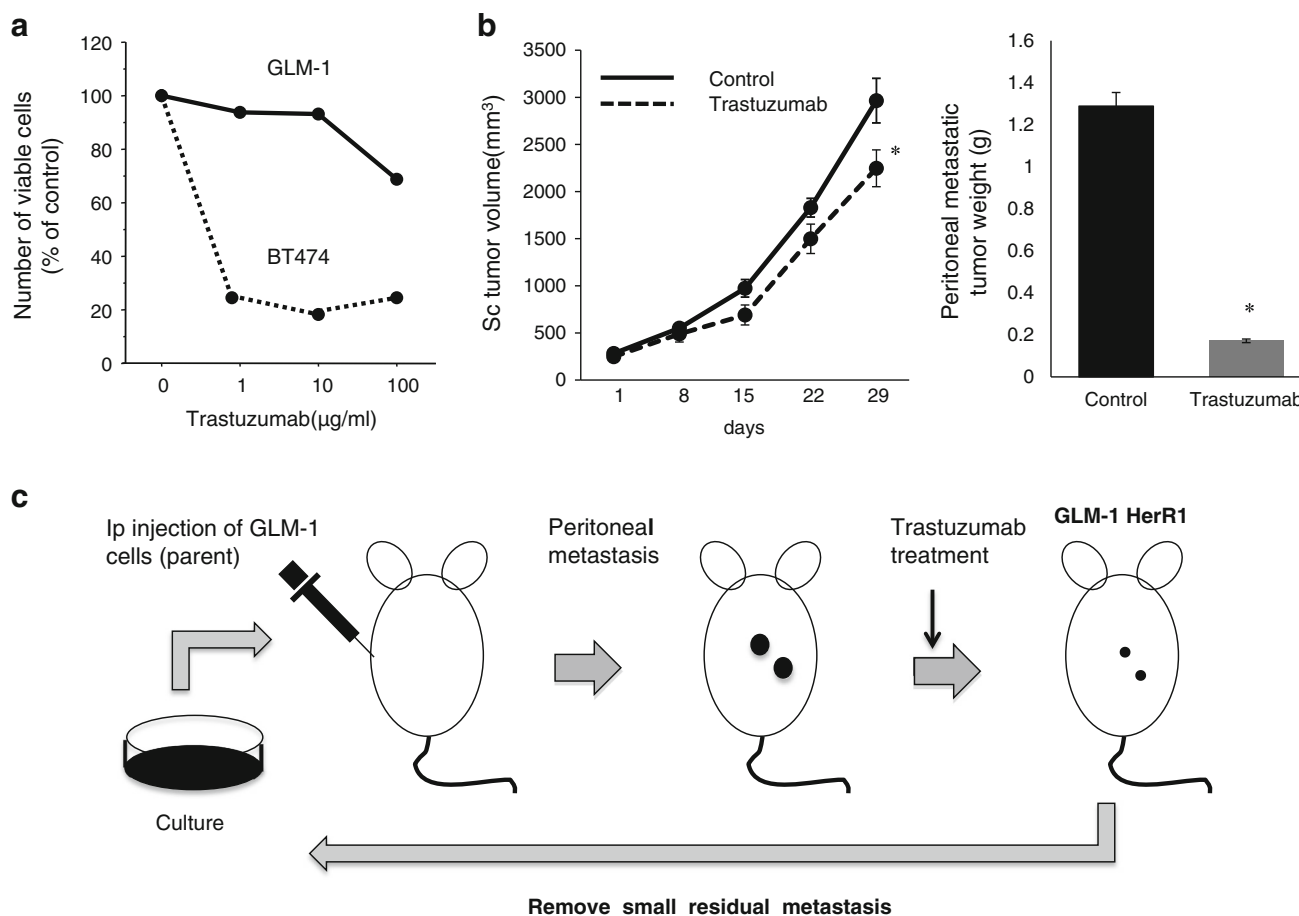 a
120
100
80
60
40
20
0
Number of viable cells
(% of control)
GLM-1
BT474
0 1 10 100
Trastuzumab(µg/ml)
b
3500
3000
2500
2000
1500
1000
500
0
Sc tumor volume(mm³)
Control
Trastuzumab
*
1 8 15 22 29
days
1.6
1.4
1.2
1
0.8
0.6
0.4
0.2
0
Peritoneal metastatic
tumor weight (g)
*
Control Trastuzumab
c
Ip injection of GLM-1
cells (parent)
Culture
Peritoneal
metastasis
Trastuzumab
treatment
GLM-1 HerR1
Remove small residual metastasis